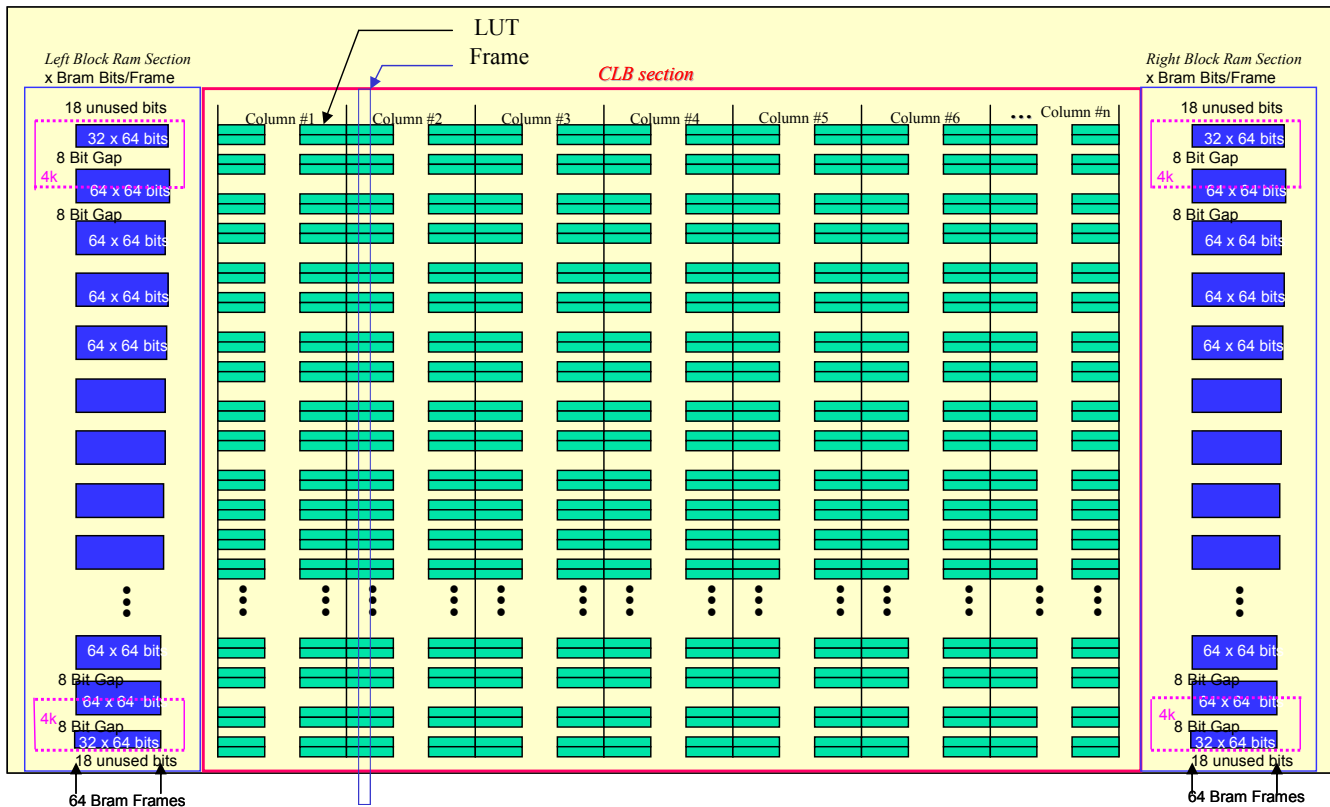 LUT
Frame
Left Block Ram Section
x Bram Bits/Frame
CLB section
Right Block Ram Section
x Bram Bits/Frame
18 unused bits
32 x 64 bits
8 Bit Gap
4k
64 x 64 bits
8 Bit Gap
64 x 64 bits
64 x 64 bits
64 x 64 bits
64 x 64 bits
8 Bit Gap
64 x 64 bits
4k
8 Bit Gap
32 x 64 bits
18 unused bits
64 Bram Frames
Column #1
Column #2
Column #3
Column #4
Column #5
Column #6
... Column #n
18 unused bits
32 x 64 bits
8 Bit Gap
4k
64 x 64 bits
8 Bit Gap
64 x 64 bits
64 x 64 bits
64 x 64 bits
64 x 64 bits
8 Bit Gap
64 x 64 bits
4k
8 Bit Gap
32 x 64 bits
18 unused bits
64 Bram Frames